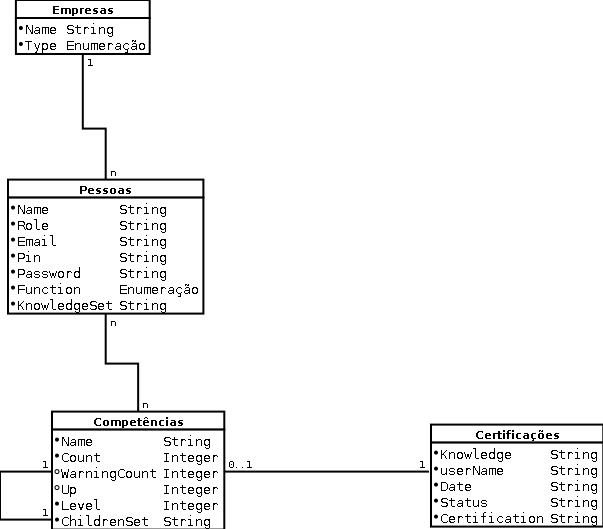 Empresas
Name String
Type Enumeração
1
n
Pessoas
Name String
Role String
Email String
Pin String
Password String
Function Enumeração
KnowledgeSet String
n
n
Competências
Name String
Count Integer
WarningCount Integer
Up Integer
Level Integer
ChildrenSet String
1
1
0..1
1
Certificações
Knowledge String
userName String
Date String
Status String
Certification String